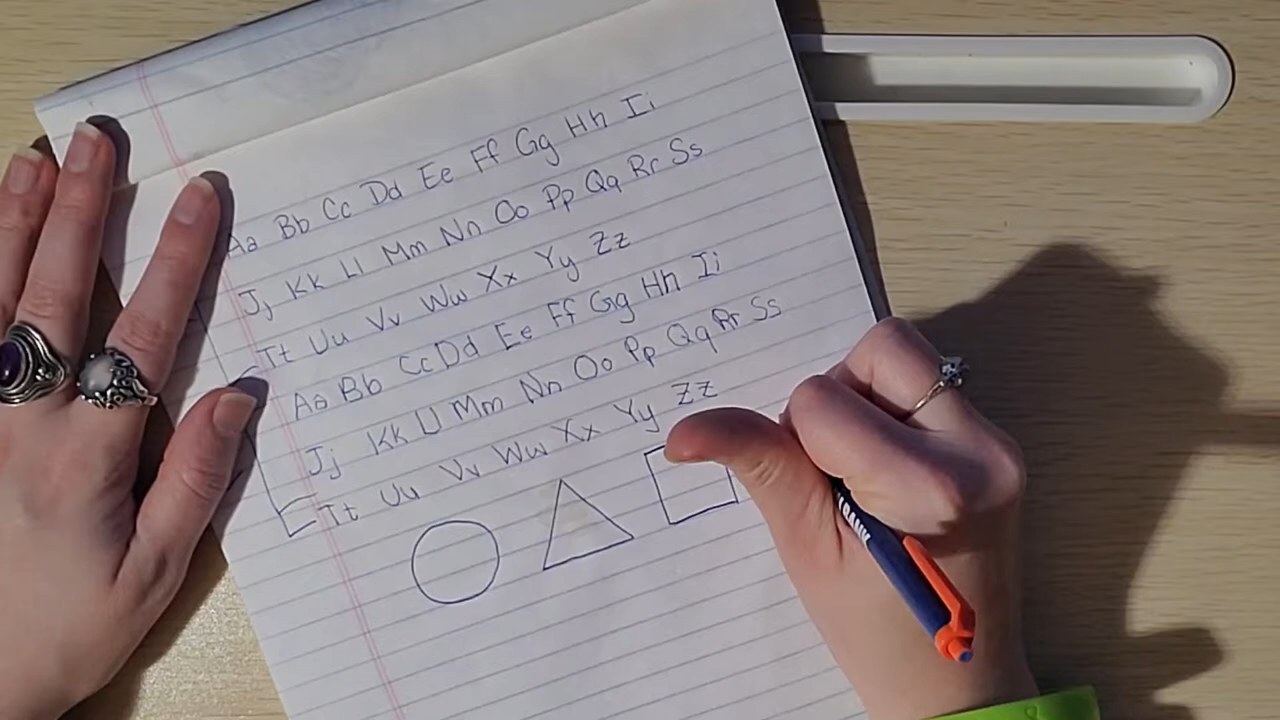 Aa Bb Cc Dd Ee Ff Gg Hh Ii
Jj Kk Ll Mm Nn Oo Pp Qq Rr Ss
Tt Uu Vv Ww Xx Yy Zz
Aa Bb Cc Dd Ee Ff Gg Hh Ii
Jj Kk Ll Mm Nn Oo Pp Qq Rr Ss
Tt Uu Vv Ww Xx Yy Zz